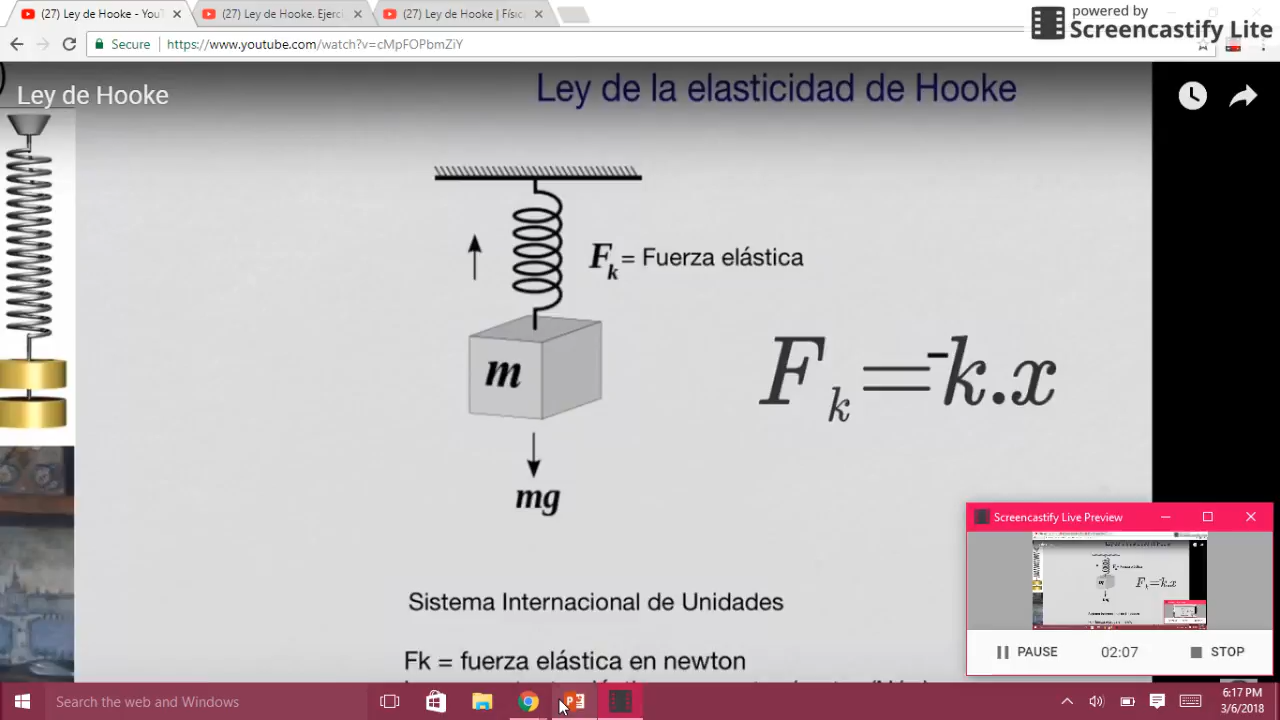 (27) Ley de Hooke - You
(27) Ley de Hooke. Ejerc
(27) Ley de Hooke | Físic
powered by
Screencastify Lite
Secure
https://www.youtube.com/watch?v=cMpFOPbmZiY
Ley de la elasticidad de Hooke
Ley de Hooke
Fk = Fuerza elástica
m
Fk = -k.x
mg
Screencastify Live Preview
Sistema Internacional de Unidades
Fk = fuerza elástica en newton
PAUSE
02:07
STOP
Search the web and Windows
6:17 PM
3/6/2018